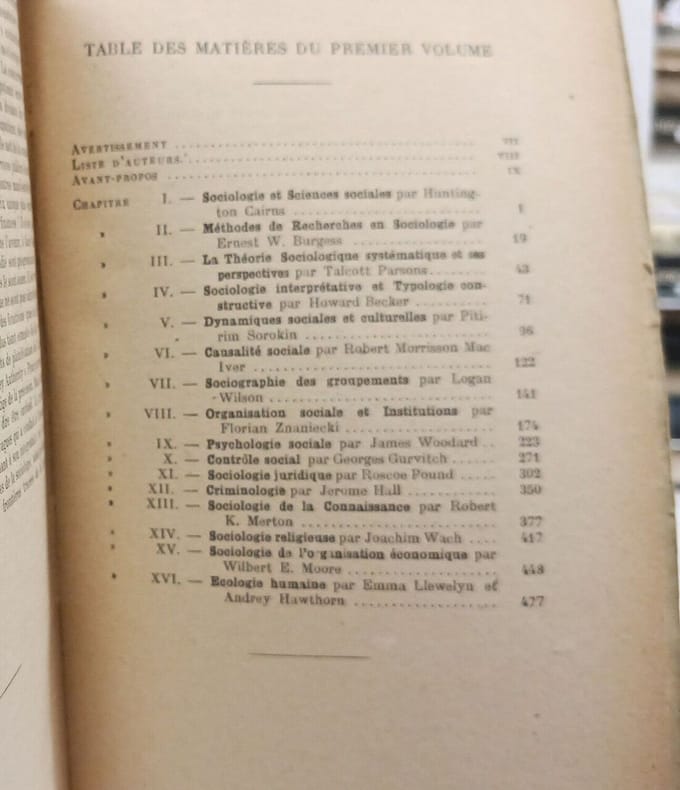 TABLE DES MATIÈRES DU PREMIER VOLUME
AVERTISSEMENT ........ VII
LISTE D'AUTEURS. ........ VIII
AVANT-PROPOS ........ IX
CHAPITRE I. — Sociologie et Sciences sociales par Hunting-
ton Cairns ........ 1
» II. — Méthodes de Recherches en Sociologie par
Ernest W. Burgess ........ 19
» III. — La Théorie Sociologique systématique et ses
perspectives par Talcott Parsons ........ 43
» IV. — Sociologie interprétative et Typologie con-
structive par Howard Becker ........ 71
» V. — Dynamiques sociales et culturelles par Piti-
rim Sorokin ........ 96
» VI. — Causalité sociale par Robert Morrisson Mac
Iver ........ 122
» VII. — Sociographie des groupements par Logan
Wilson ........ 141
» VIII. — Organisation sociale et Institutions par
Florian Znaniecki ........ 174
» IX. — Psychologie sociale par James Woodard .. 223
» X. — Contrôle social par Georges Gurvitch ...... 271
» XI. — Sociologie juridique par Roscoe Pound .... 302
» XII. — Criminologie par Jerome Hall ........ 350
» XIII. — Sociologie de la Connaissance par Robert
K. Merton ........ 377
» XIV. — Sociologie religieuse par Joachim Wach .... 417
» XV. — Sociologie de l'organisation économique par
Wilbert E. Moore ........ 448
» XVI. — Ecologie humaine par Emma Llewelyn et
Andrey Hawthorn ........ 477